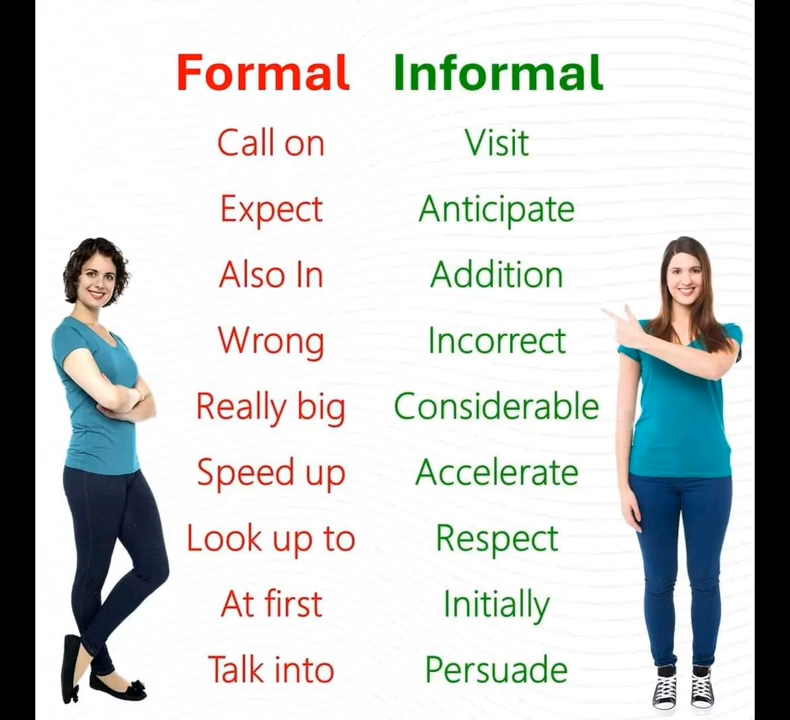 Formal Informal
Call on Visit
Expect Anticipate
Also In Addition
Wrong Incorrect
Really big Considerable
Speed up Accelerate
Look up to Respect
At first Initially
Talk into Persuade